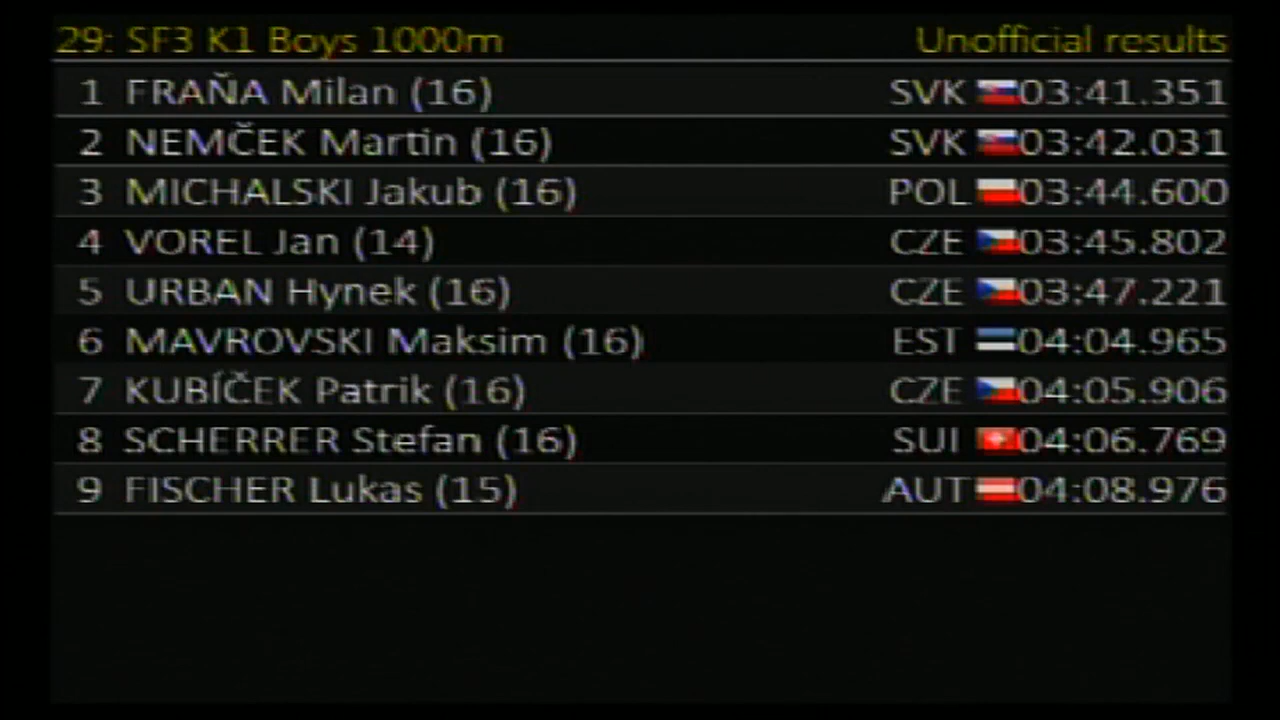 29: SF3 K1 Boys 1000m Unofficial results
1 FRAŇA Milan (16) SVK 03:41.351
2 NEMČEK Martin (16) SVK 03:42.031
3 MICHALSKI Jakub (16) POL 03:44.600
4 VOREL Jan (14) CZE 03:45.802
5 URBAN Hynek (16) CZE 03:47.221
6 MAVROVSKI Maksim (16) EST 04:04.965
7 KUBÍČEK Patrik (16) CZE 04:05.906
8 SCHERRER Stefan (16) SUI 04:06.769
9 FISCHER Lukas (15) AUT 04:08.976